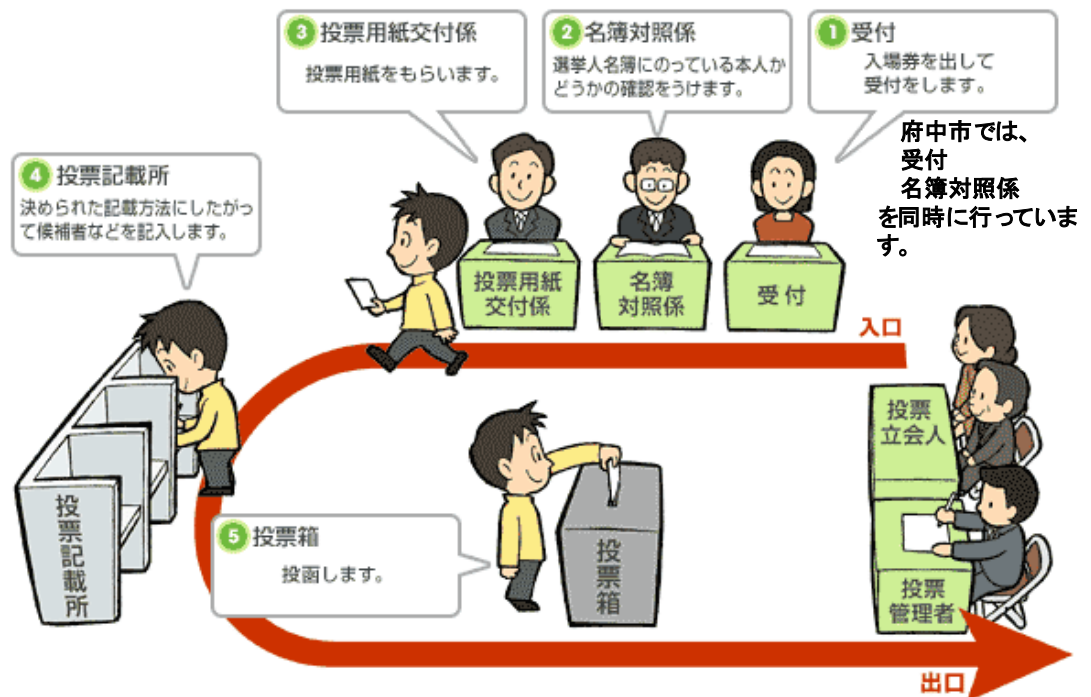 1 受付
入場券を出して
受付をします。
府中市では、
受付
名簿対照係
を同時に行っていま
す。
2 名簿対照係
選挙人名簿にのっている本人か
どうかの確認をうけます。
3 投票用紙交付係
投票用紙をもらいます。
4 投票記載所
決められた記載方法にしたがっ
て候補者などを記入します。
投票用紙
交付係
名簿
対照係
受付
入口
投票
立会人
投票記載所
5 投票箱
投函します。
投票箱
投票
管理者
出口